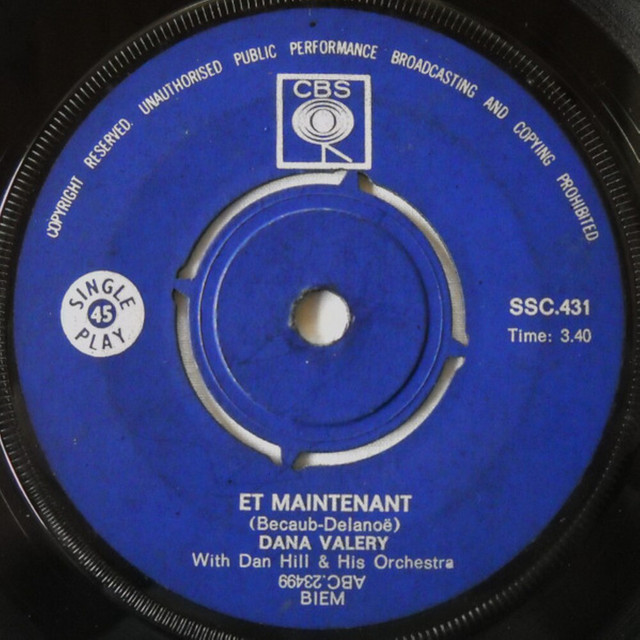 COPYRIGHT RESERVED. UNAUTHORISED PUBLIC PERFORMANCE BROADCASTING AND COPYING PROHIBITED
CBS
SINGLE
45
PLAY
SSC.431
Time: 3.40
ET MAINTENANT
(Becaub-Delanoë)
DANA VALERY
With Dan Hill & His Orchestra
ABC.23499
BIEM